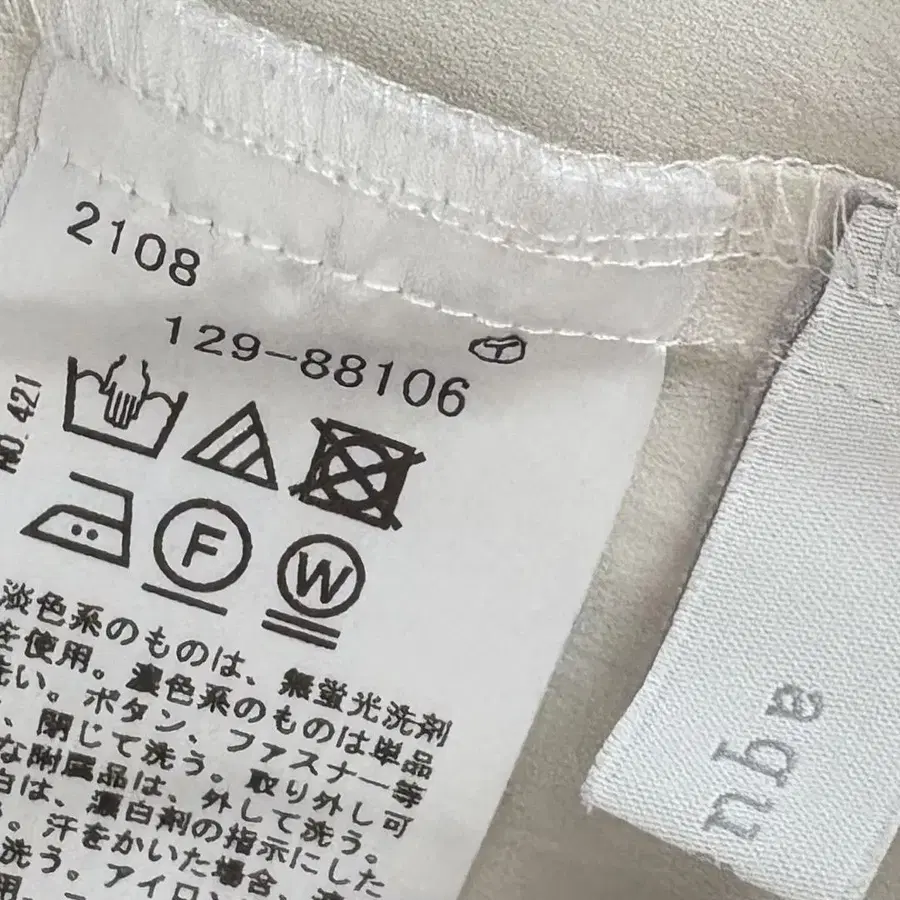 2108
129-88106
NO. 421
F
W
淡色系のものは、無蛍光洗剤
を使用。濃色系のものは単品
洗い。ボタン、ファスナー等
、閉じて洗う。取り外し可
な附属品は、外して洗う。
白は、漂白剤の指示にした
。汗をかいた場合、
洗う。アイロ